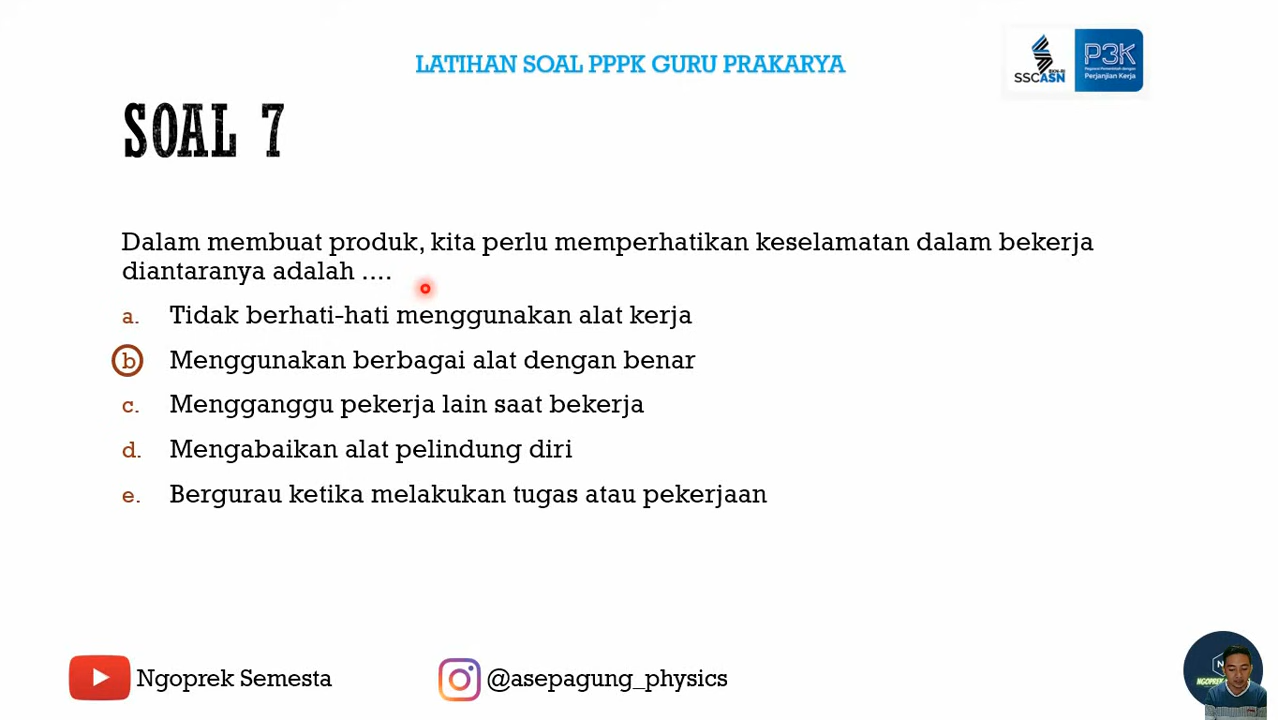 LATIHAN SOAL PPPK GURU PRAKARYA
SSCASN
P3K
Perjanjian Kerja
SOAL 7
Dalam membuat produk, kita perlu memperhatikan keselamatan dalam bekerja
diantaranya adalah ....
a. Tidak berhati-hati menggunakan alat kerja
b Menggunakan berbagai alat dengan benar
c. Mengganggu pekerja lain saat bekerja
d. Mengabaikan alat pelindung diri
e. Bergurau ketika melakukan tugas atau pekerjaan
Ngoprek Semesta
@asepagung_physics